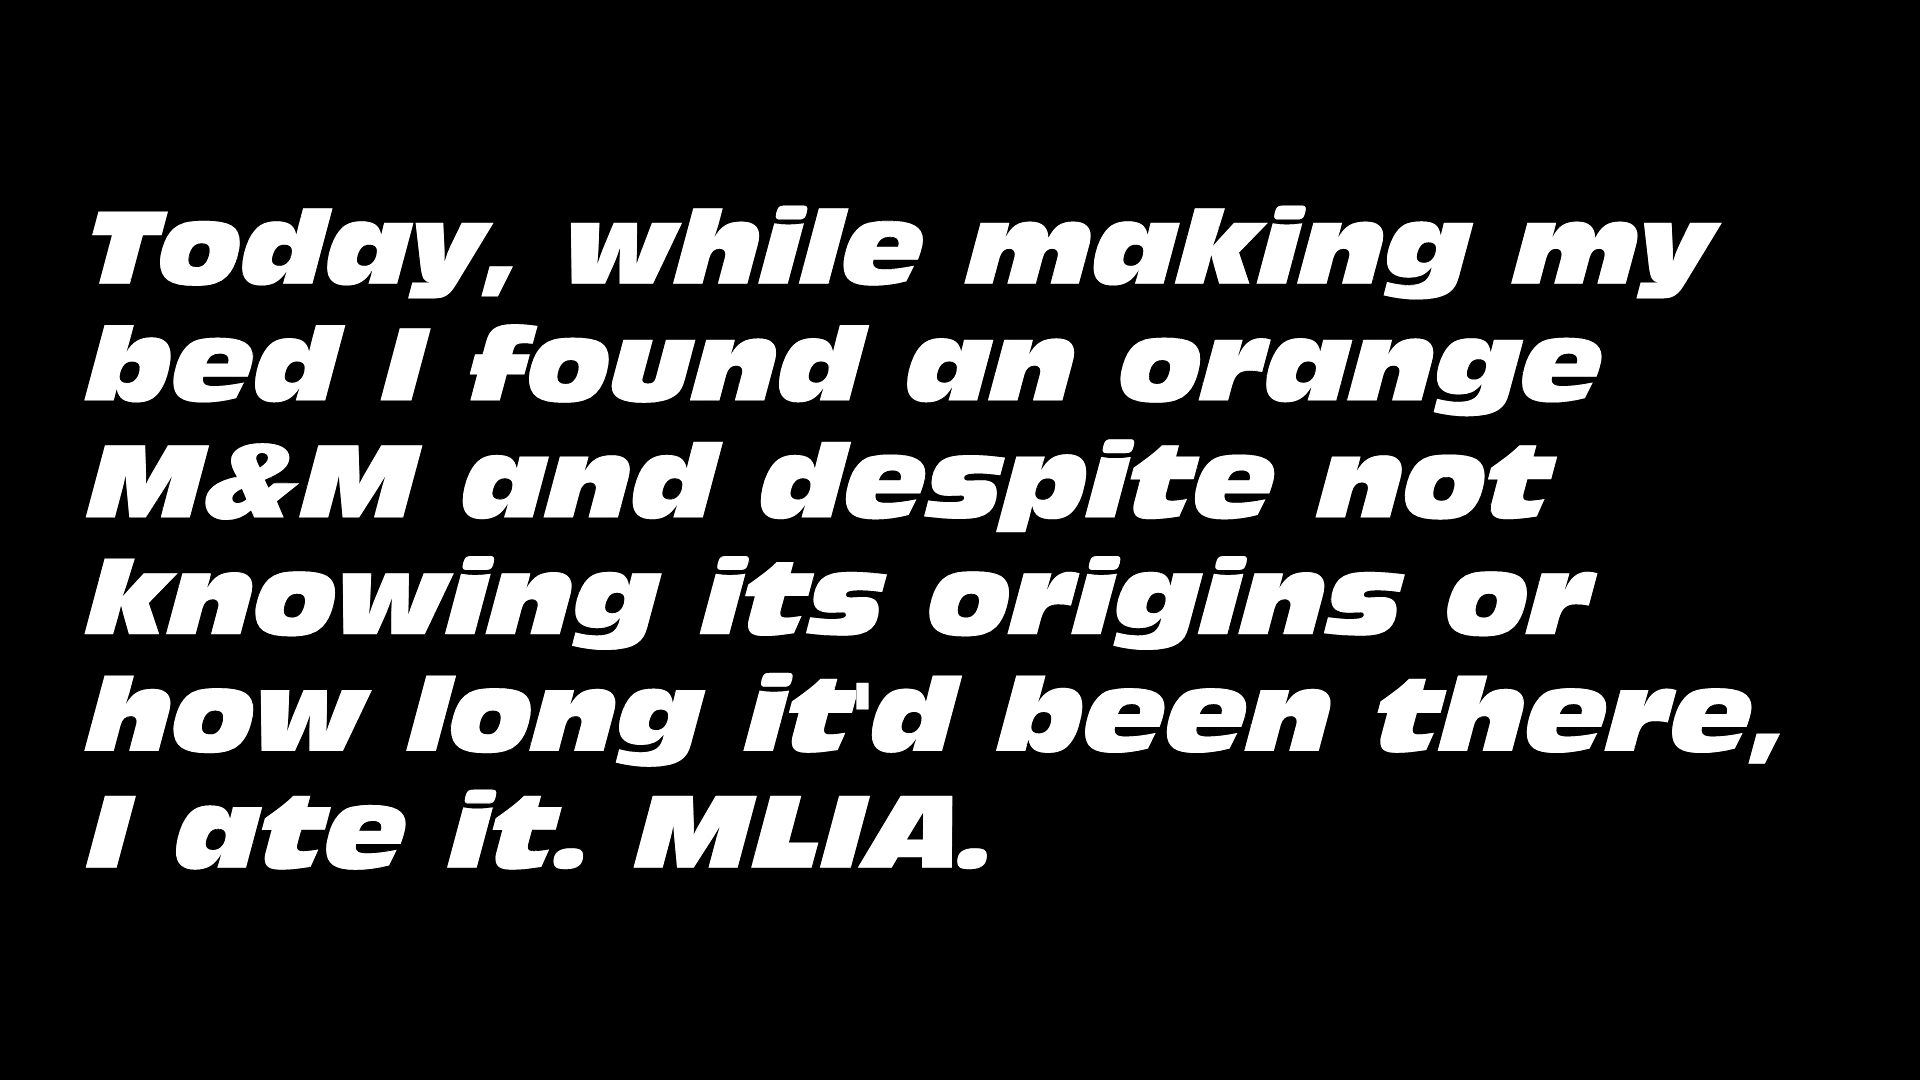 Today, while making my
bed I found an orange
M&M and despite not
knowing its origins or
how long it'd been there,
I ate it. MLIA.